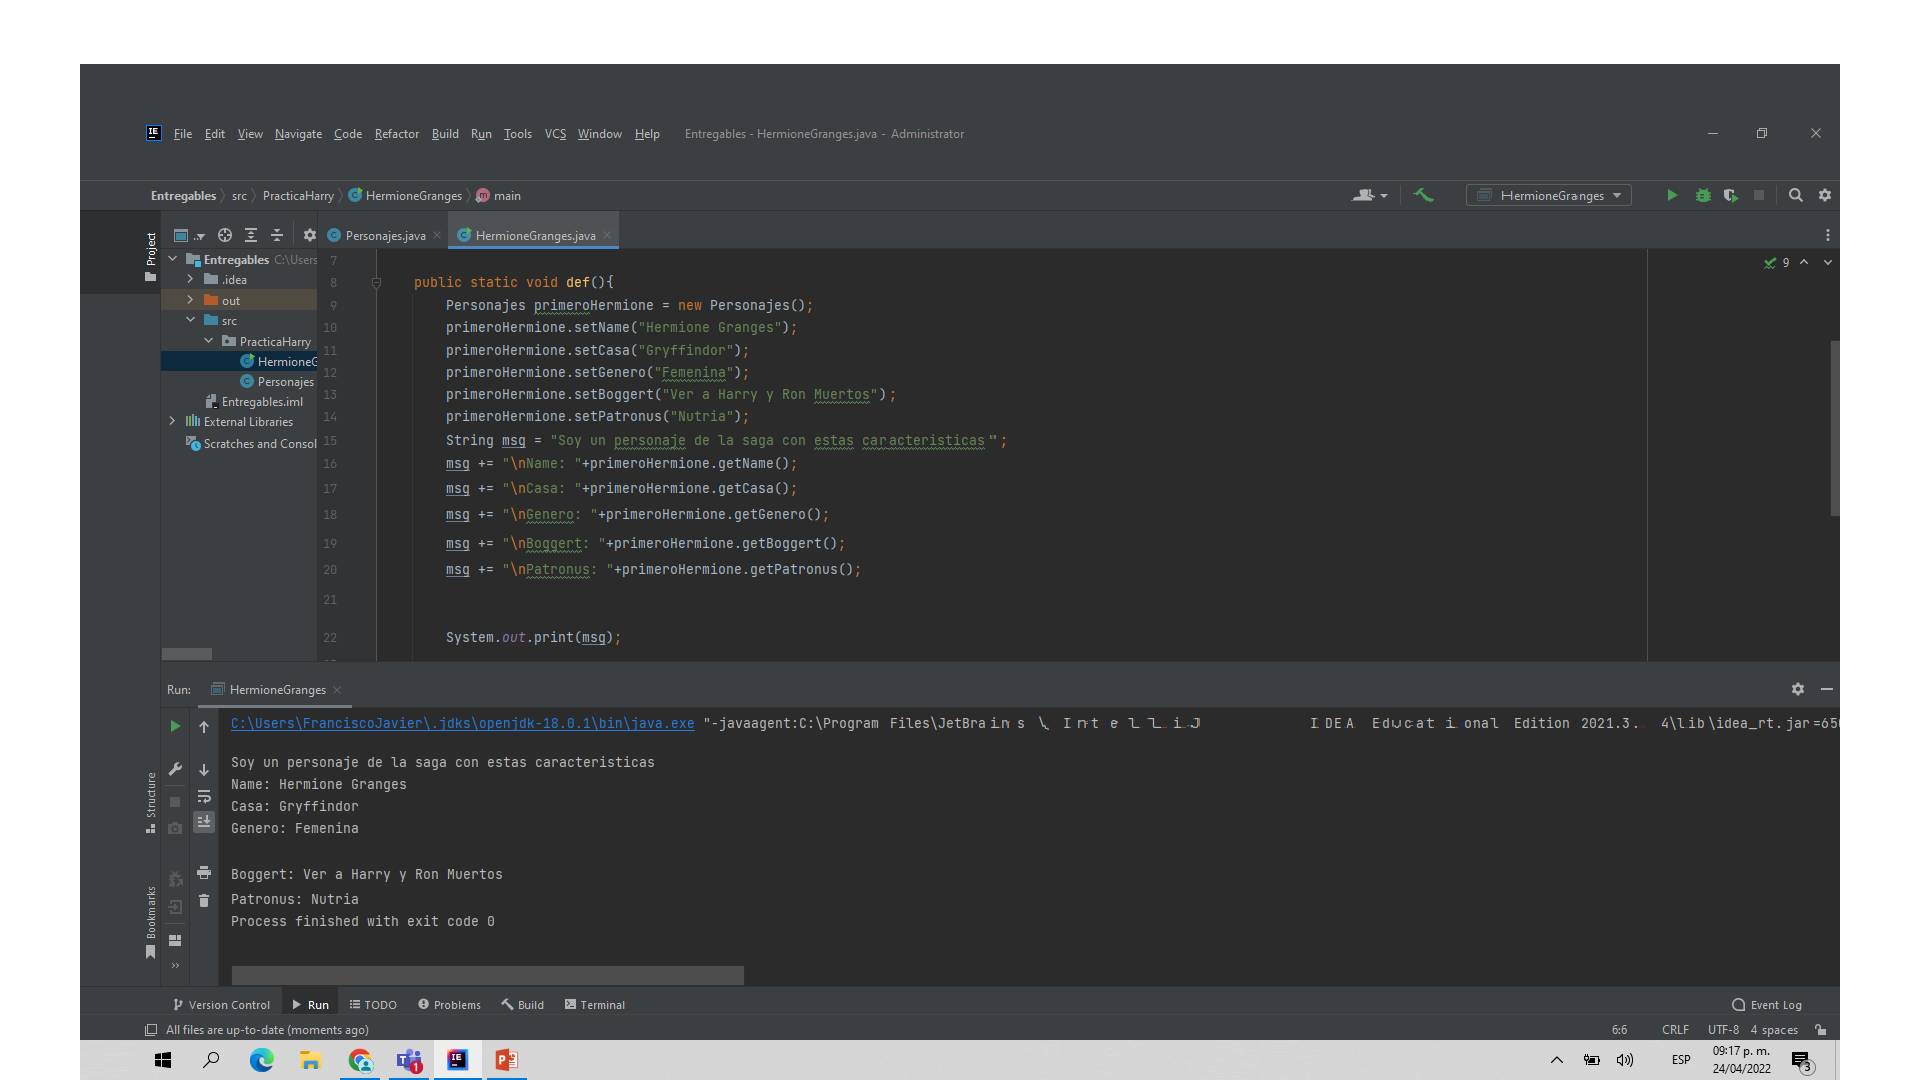 File Edit View Navigate Code Refactor Build Run Tools VCS Window Help Entregables - HermioneGranges.java - Administrator
Entregables src PracticaHarry HermioneGranges main HermioneGranges
Project
Personajes.java HermioneGranges.java
Entregables C:\Users
.idea
out
src
PracticaHarry
HermioneG
Personajes
Entregables.iml
External Libraries
Scratches and Consol
9
7
8 public static void def(){
9 Personajes primeroHermione = new Personajes();
10 primeroHermione.setName("Hermione Granges");
11 primeroHermione.setCasa("Gryffindor");
12 primeroHermione.setGenero("Femenina");
13 primeroHermione.setBoggert("Ver a Harry y Ron Muertos");
14 primeroHermione.setPatronus("Nutria");
15 String msg = "Soy un personaje de la saga con estas caracteristicas";
16 msg += "\nName: "+primeroHermione.getName();
17 msg += "\nCasa: "+primeroHermione.getCasa();
18 msg += "\nGenero: "+primeroHermione.getGenero();
19 msg += "\nBoggert: "+primeroHermione.getBoggert();
20 msg += "\nPatronus: "+primeroHermione.getPatronus();
21
22 System.out.print(msg);
Run: HermioneGranges
C:\Users\FranciscoJavier\.jdks\openjdk-18.0.1\bin\java.exe "-javaagent:C:\Program Files\JetBrains\IntelliJ IDEA Educational Edition 2021.3.4\lib\idea_rt.jar=650
Soy un personaje de la saga con estas caracteristicas
Name: Hermione Granges
Casa: Gryffindor
Genero: Femenina
Boggert: Ver a Harry y Ron Muertos
Patronus: Nutria
Process finished with exit code 0
Structure
Bookmarks
Version Control Run TODO Problems Build Terminal Event Log
All files are up-to-date (moments ago) 6:6 CRLF UTF-8 4 spaces
ESP 09:17 p. m.
24/04/2022
1
3